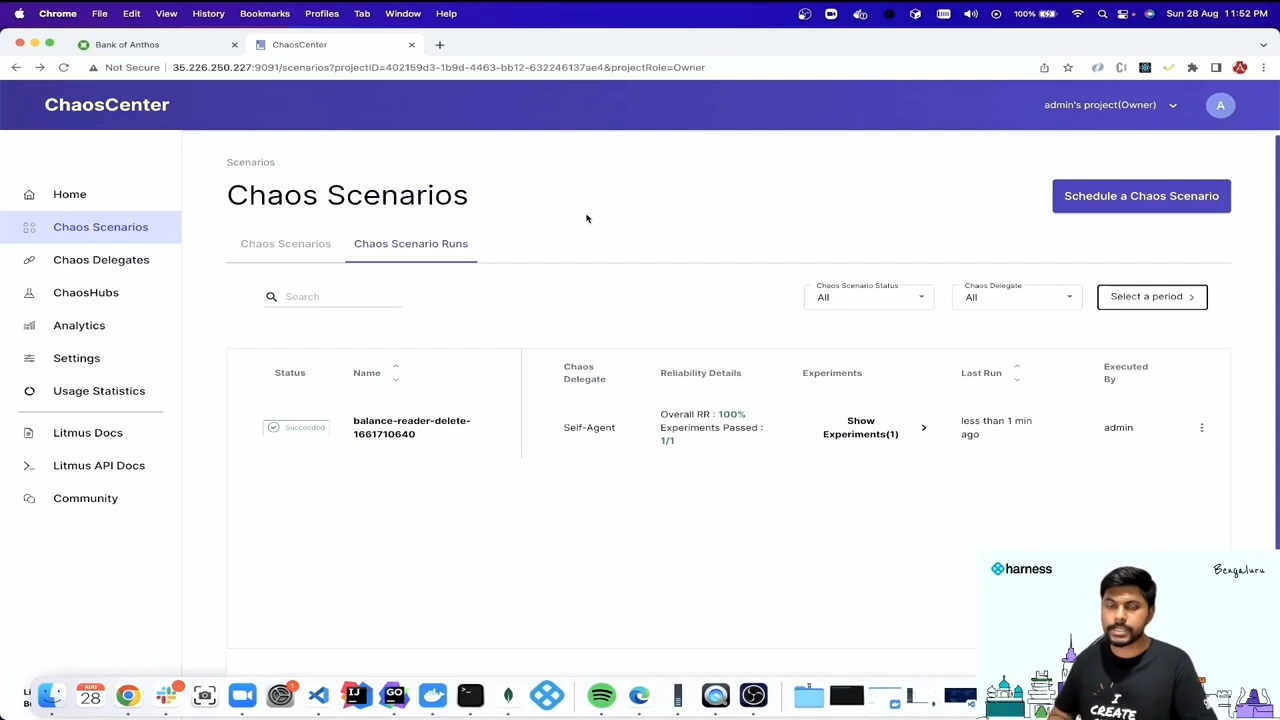 Chrome File Edit View History Bookmarks Profiles Tab Window Help 100% Sun 28 Aug 11:52 PM
Bank of Anthos ChaosCenter
Not Secure 35.226.250.227:9091/scenarios?projectID=402159d3-1b9d-4463-bb12-632246137ae4&projectRole=Owner
ChaosCenter admin's project(Owner) A
Home
Chaos Scenarios
Chaos Delegates
ChaosHubs
Analytics
Settings
Usage Statistics
Litmus Docs
Litmus API Docs
Community
Scenarios
Chaos Scenarios
Schedule a Chaos Scenario
Chaos Scenarios Chaos Scenario Runs
Search
Chaos Scenario Status
All
Chaos Delegate
All
Select a period
Status Name Chaos Delegate Reliability Details Experiments Last Run Executed By
Succeeded
balance-reader-delete-
1661710640
Self-Agent
Overall RR : 100%
Experiments Passed :
1/1
Show
Experiments(1)
less than 1 min
ago
admin
harness
Bengaluru
I
CREATE
AUG
28
1
IJ
GO